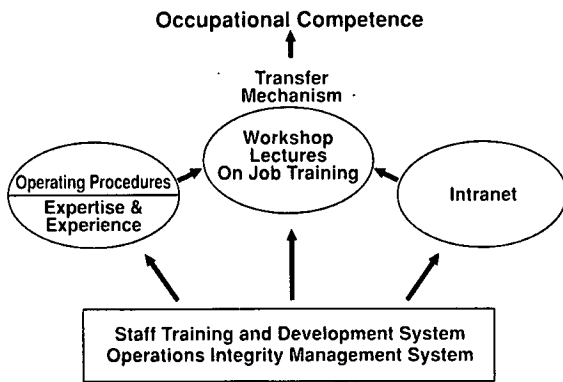 Occupational Competence
Transfer
Mechanism
Workshop
Lectures
On Job Training
Operating Procedures
Expertise &
Experience
Intranet
Staff Training and Development System
Operations Integrity Management System